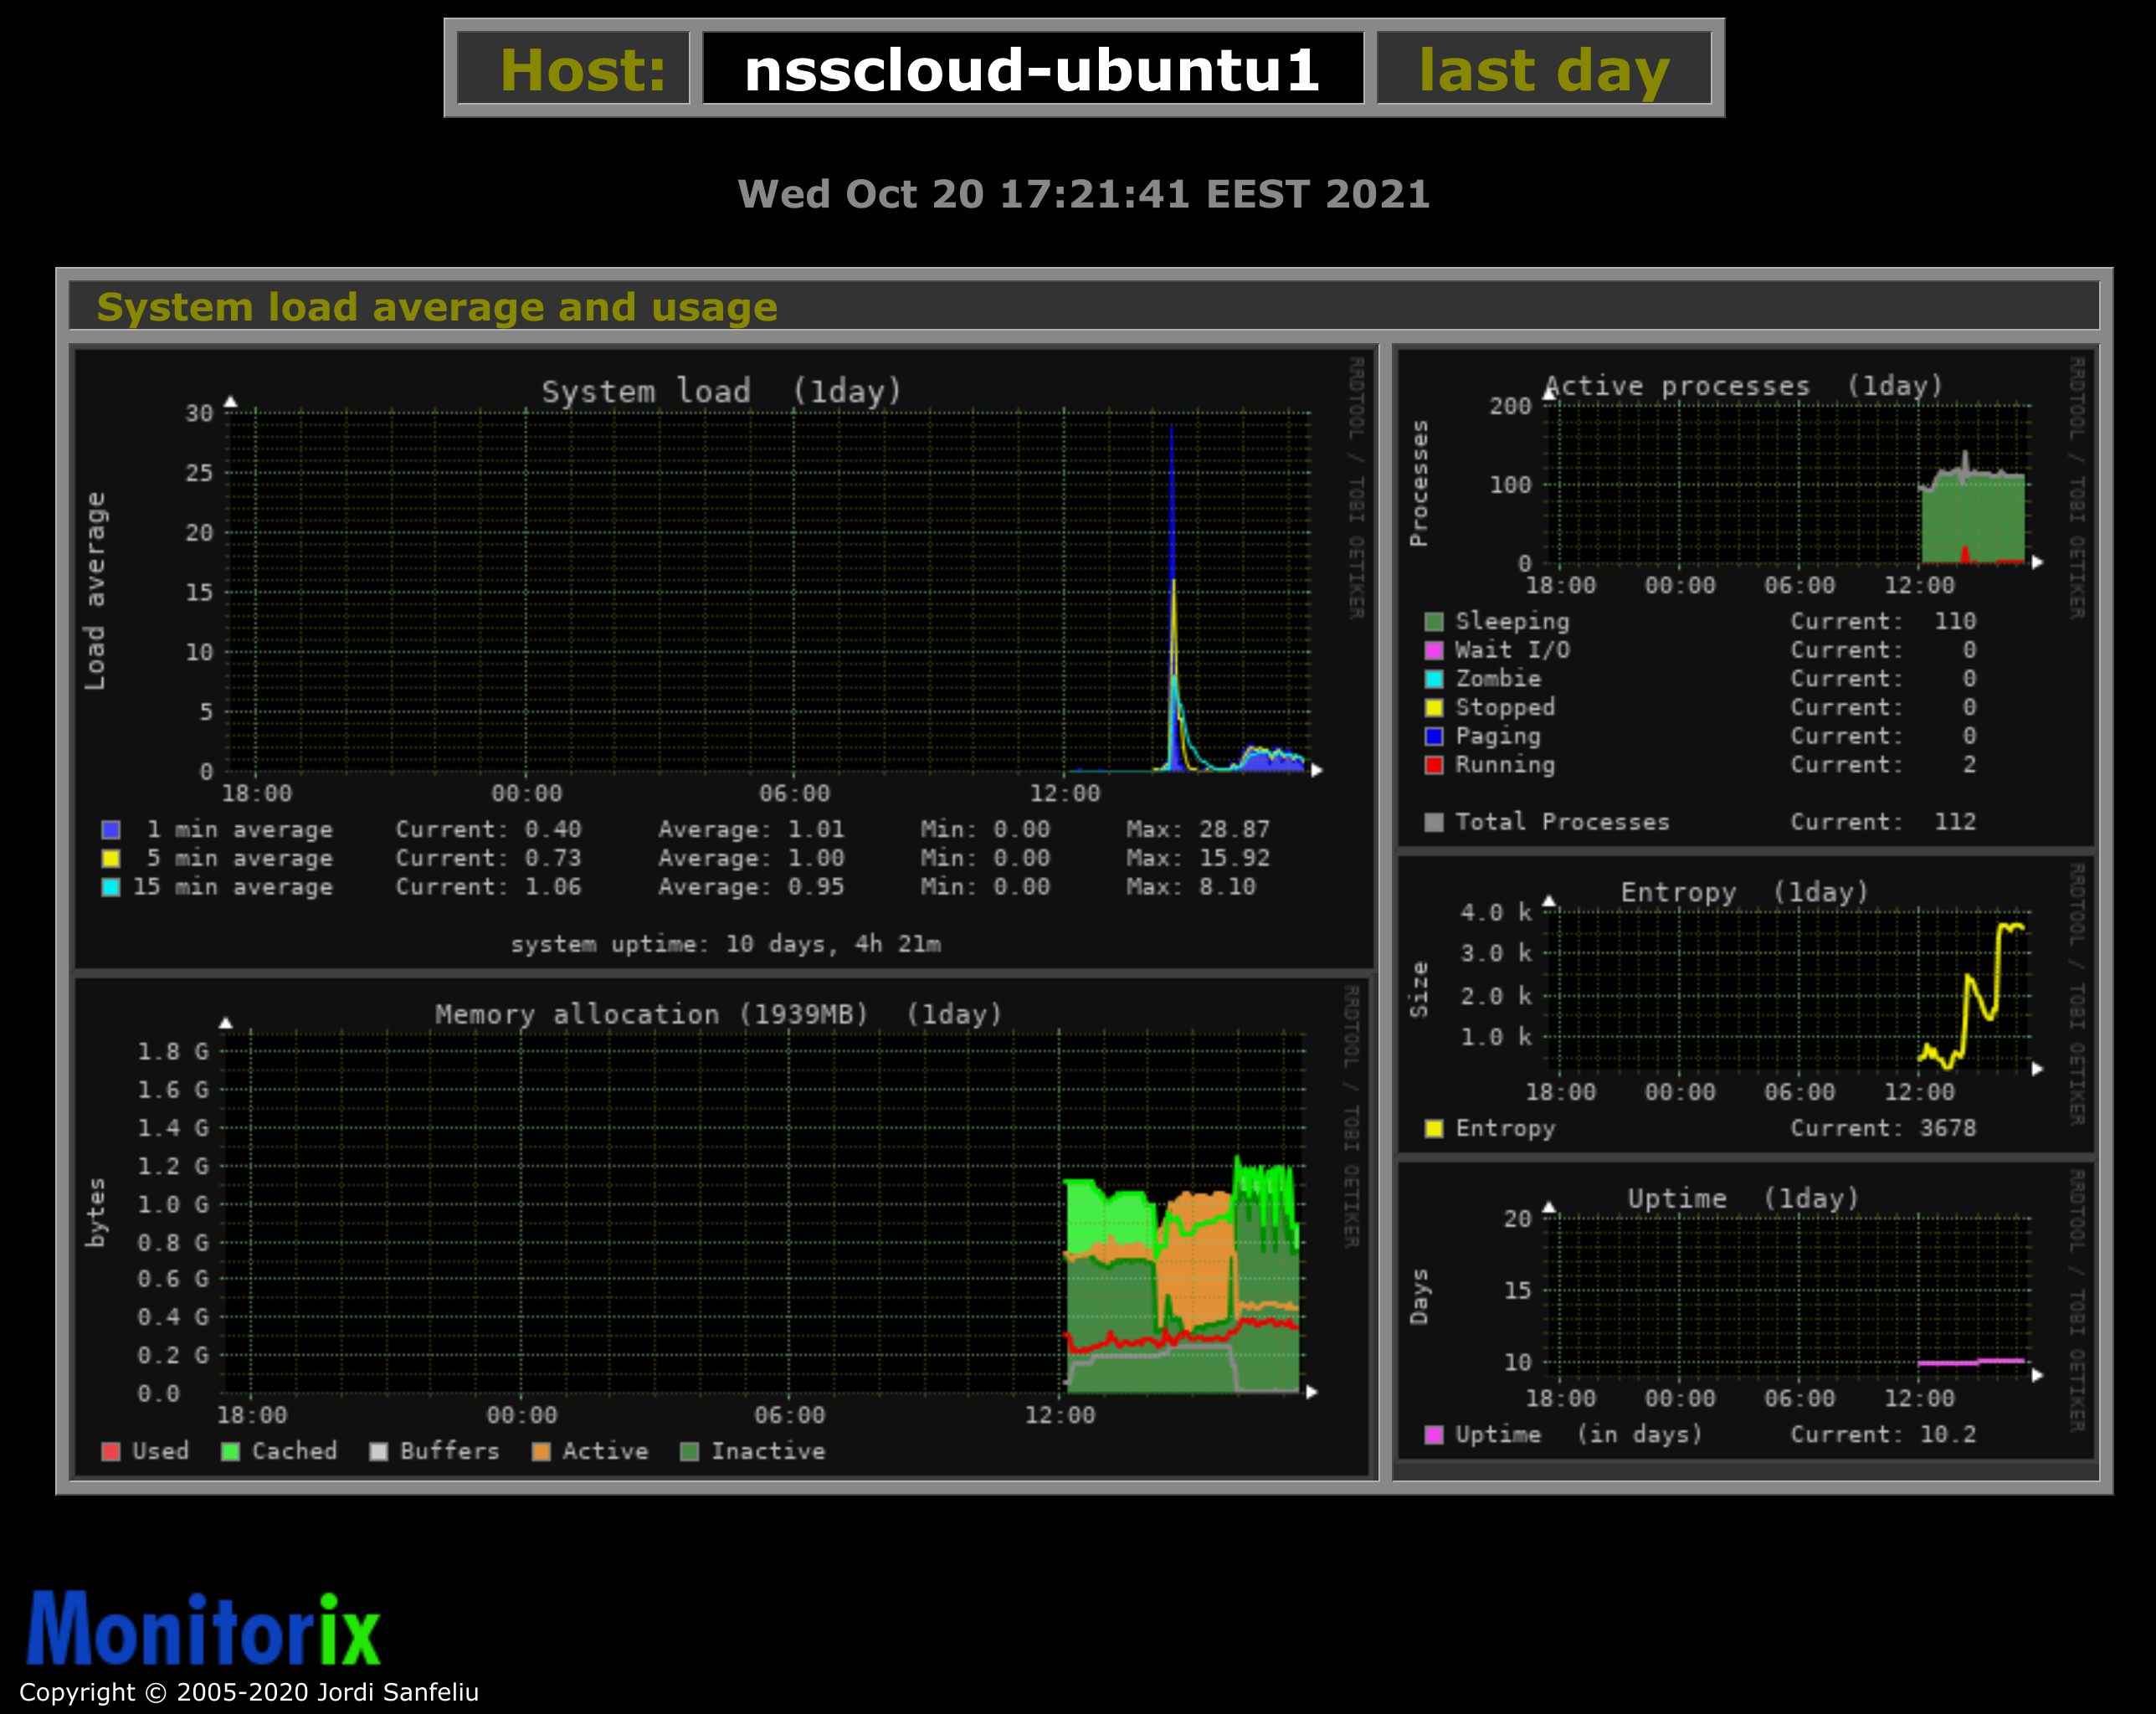 Host: nsscloud-ubuntu1 last day
Wed Oct 20 17:21:41 EEST 2021
System load average and usage
System load (1day)
RRDTOOL / TOBI OETIKER
Load average
30
25
20
15
10
5
0
18:00 00:00 06:00 12:00
1 min average Current: 0.40 Average: 1.01 Min: 0.00 Max: 28.87
5 min average Current: 0.73 Average: 1.00 Min: 0.00 Max: 15.92
15 min average Current: 1.06 Average: 0.95 Min: 0.00 Max: 8.10
system uptime: 10 days, 4h 21m
Memory allocation (1939MB) (1day)
RRDTOOL / TOBI OETIKER
bytes
1.8 G
1.6 G
1.4 G
1.2 G
1.0 G
0.8 G
0.6 G
0.4 G
0.2 G
0.0
18:00 00:00 06:00 12:00
Used Cached Buffers Active Inactive
Active processes (1day)
RRDTOOL / TOBI OETIKER
Processes
200
100
0
18:00 00:00 06:00 12:00
Sleeping Current: 110
Wait I/O Current: 0
Zombie Current: 0
Stopped Current: 0
Paging Current: 0
Running Current: 2
Total Processes Current: 112
Entropy (1day)
RRDTOOL / TOBI OETIKER
Size
4.0 k
3.0 k
2.0 k
1.0 k
18:00 00:00 06:00 12:00
Entropy Current: 3678
Uptime (1day)
RRDTOOL / TOBI OETIKER
Days
20
15
10
18:00 00:00 06:00 12:00
Uptime (in days) Current: 10.2
Monitorix
Copyright © 2005-2020 Jordi Sanfeliu